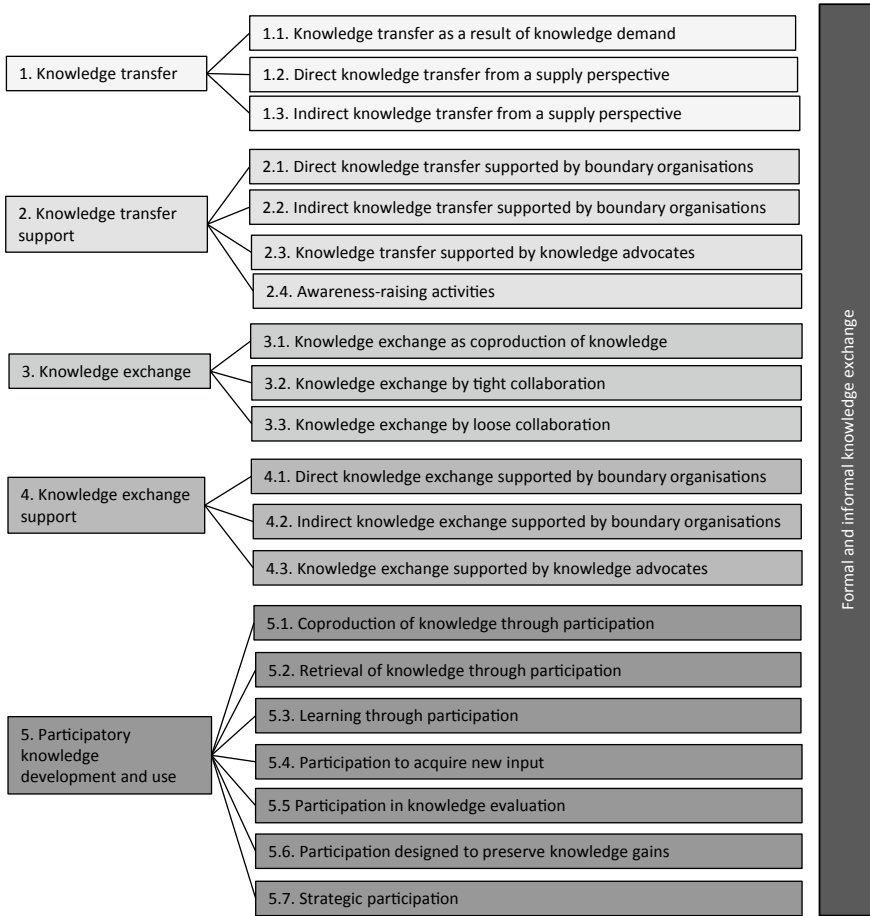 1. Knowledge transfer
1.1. Knowledge transfer as a result of knowledge demand
1.2. Direct knowledge transfer from a supply perspective
1.3. Indirect knowledge transfer from a supply perspective
2. Knowledge transfer
support
2.1. Direct knowledge transfer supported by boundary organisations
2.2. Indirect knowledge transfer supported by boundary organisations
2.3. Knowledge transfer supported by knowledge advocates
2.4. Awareness-raising activities
3. Knowledge exchange
3.1. Knowledge exchange as coproduction of knowledge
3.2. Knowledge exchange by tight collaboration
3.3. Knowledge exchange by loose collaboration
4. Knowledge exchange
support
4.1. Direct knowledge exchange supported by boundary organisations
4.2. Indirect knowledge exchange supported by boundary organisations
4.3. Knowledge exchange supported by knowledge advocates
5. Participatory
knowledge
development and use
5.1. Coproduction of knowledge through participation
5.2. Retrieval of knowledge through participation
5.3. Learning through participation
5.4. Participation to acquire new input
5.5 Participation in knowledge evaluation
5.6. Participation designed to preserve knowledge gains
5.7. Strategic participation
Formal and informal knowledge exchange